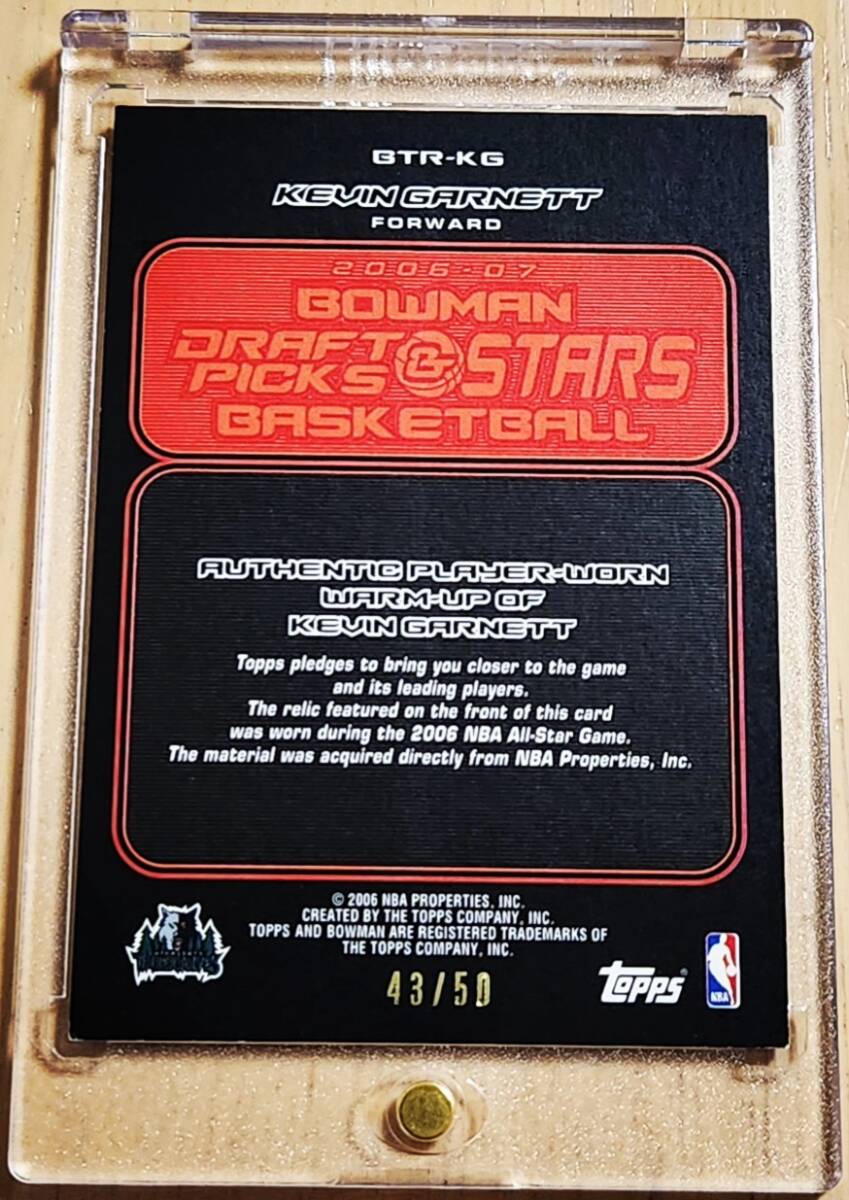 BTR-KG
KEVIN GARNETT
FORWARD
2006-07
BOWMAN
DRAFT PICKS & B STARS
BASKETBALL
AUTHENTIC PLAYER-WORN
WARM-UP OF
KEVIN GARNETT
Topps pledges to bring you closer to the game
and its leading players.
The relic featured on the front of this card
was worn during the 2006 NBA All-Star Game.
The material was acquired directly from NBA Properties, Inc.
© 2006 NBA PROPERTIES, INC.
CREATED BY THE TOPPS COMPANY, INC.
TOPPS AND BOWMAN ARE REGISTERED TRADEMARKS OF
THE TOPPS COMPANY, INC.
43/50
topps®
NBA